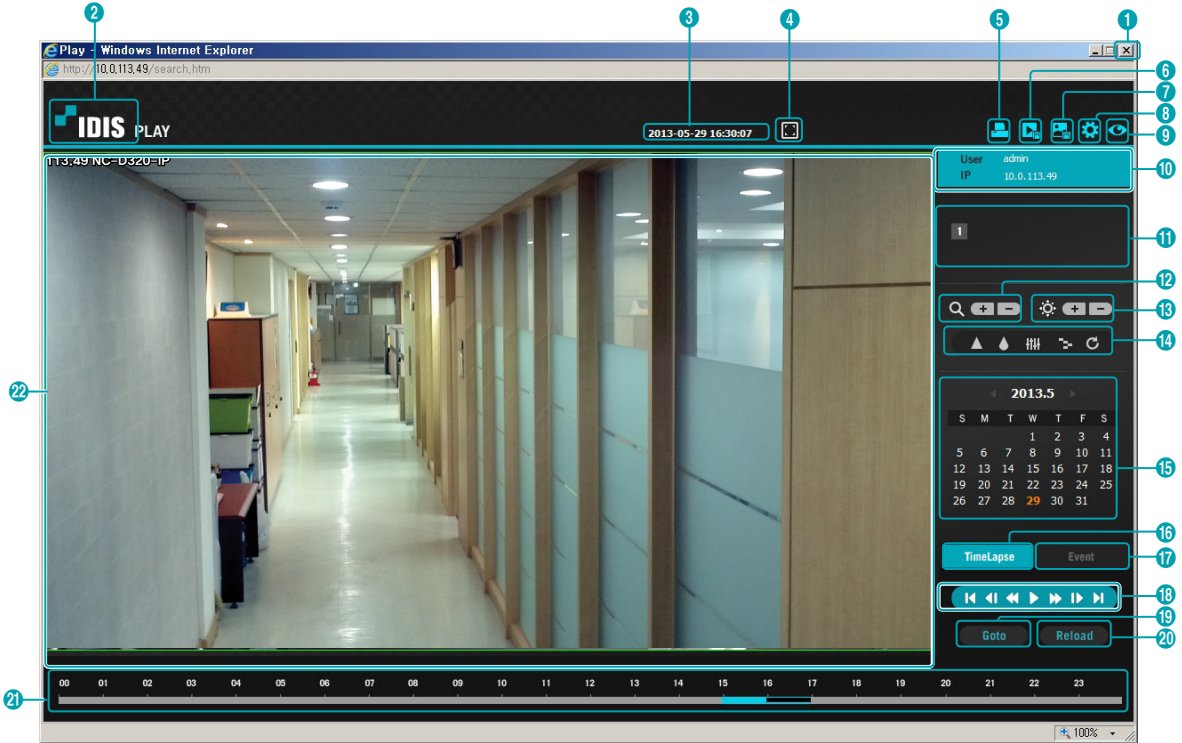 2
3
4
5
1
Play - Windows Internet Explorer
http://10.0.113.49/search.htm
6
7
8
9
IDIS PLAY
2013-05-29 16:30:07
113.49 NC-D320-IP
User admin
IP 10.0.113.49
10
1
11
12
13
14
22
2013.5
S M T W T F S
1 2 3 4
5 6 7 8 9 10 11
12 13 14 15 16 17 18
19 20 21 22 23 24 25
26 27 28 29 30 31
15
16
TimeLapse
Event
17
18
19
Goto
Reload
20
21
00 01 02 03 04 05 06 07 08 09 10 11 12 13 14 15 16 17 18 19 20 21 22 23
100%